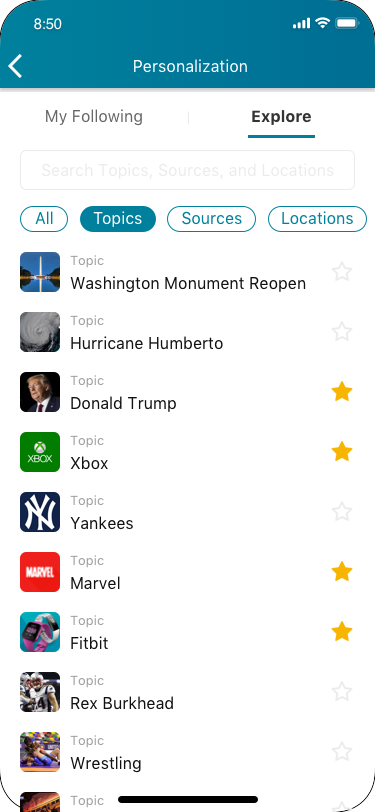 8:50
Personalization
My Following
Explore
Search Topics, Sources, and Locations
All
Topics
Sources
Locations
Topic
Washington Monument Reopen
Topic
Hurricane Humberto
Topic
Donald Trump
XBOX
Topic
Xbox
NY
Topic
Yankees
MARVEL
Topic
Marvel
Topic
Fitbit
Topic
Rex Burkhead
Topic
Wrestling
Topic